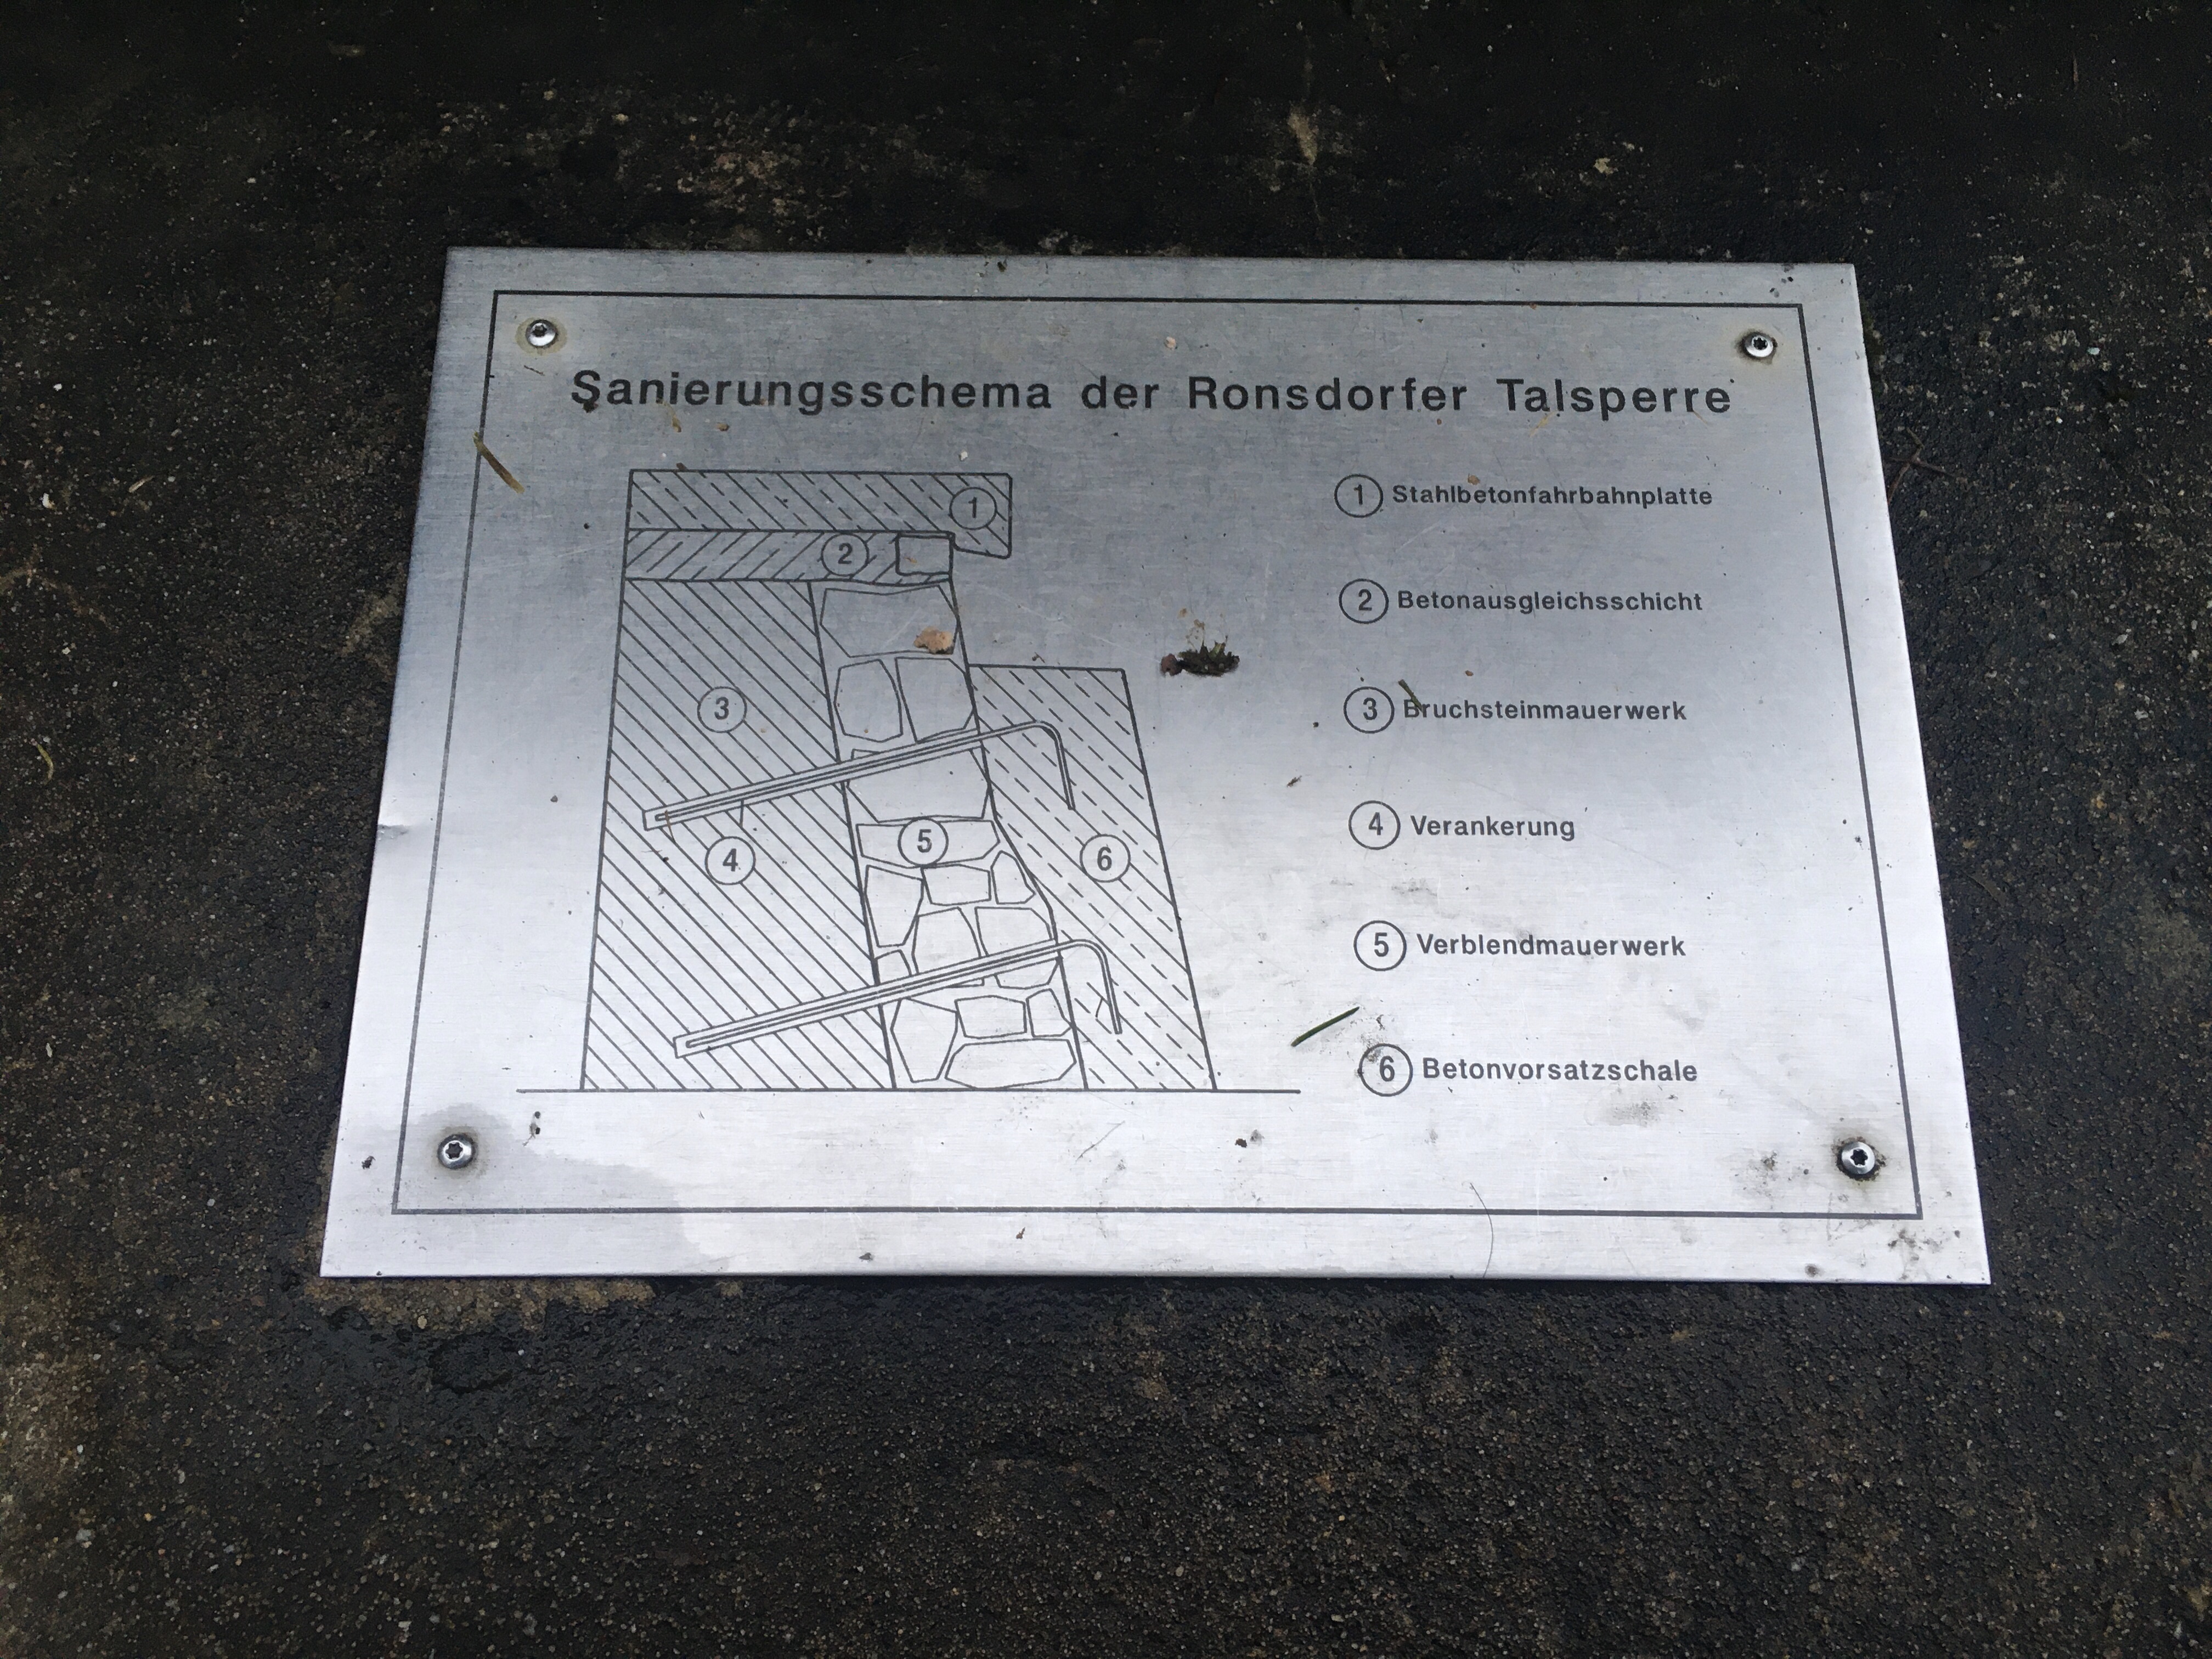 Sanierungsschema der Ronsdorfer Talsperre
1
2
3
4
5
6
1 Stahlbetonfahrbahnplatte
2 Betonausgleichsschicht
3 Bruchsteinmauerwerk
4 Verankerung
5 Verblendmauerwerk
6 Betonvorsatzschale